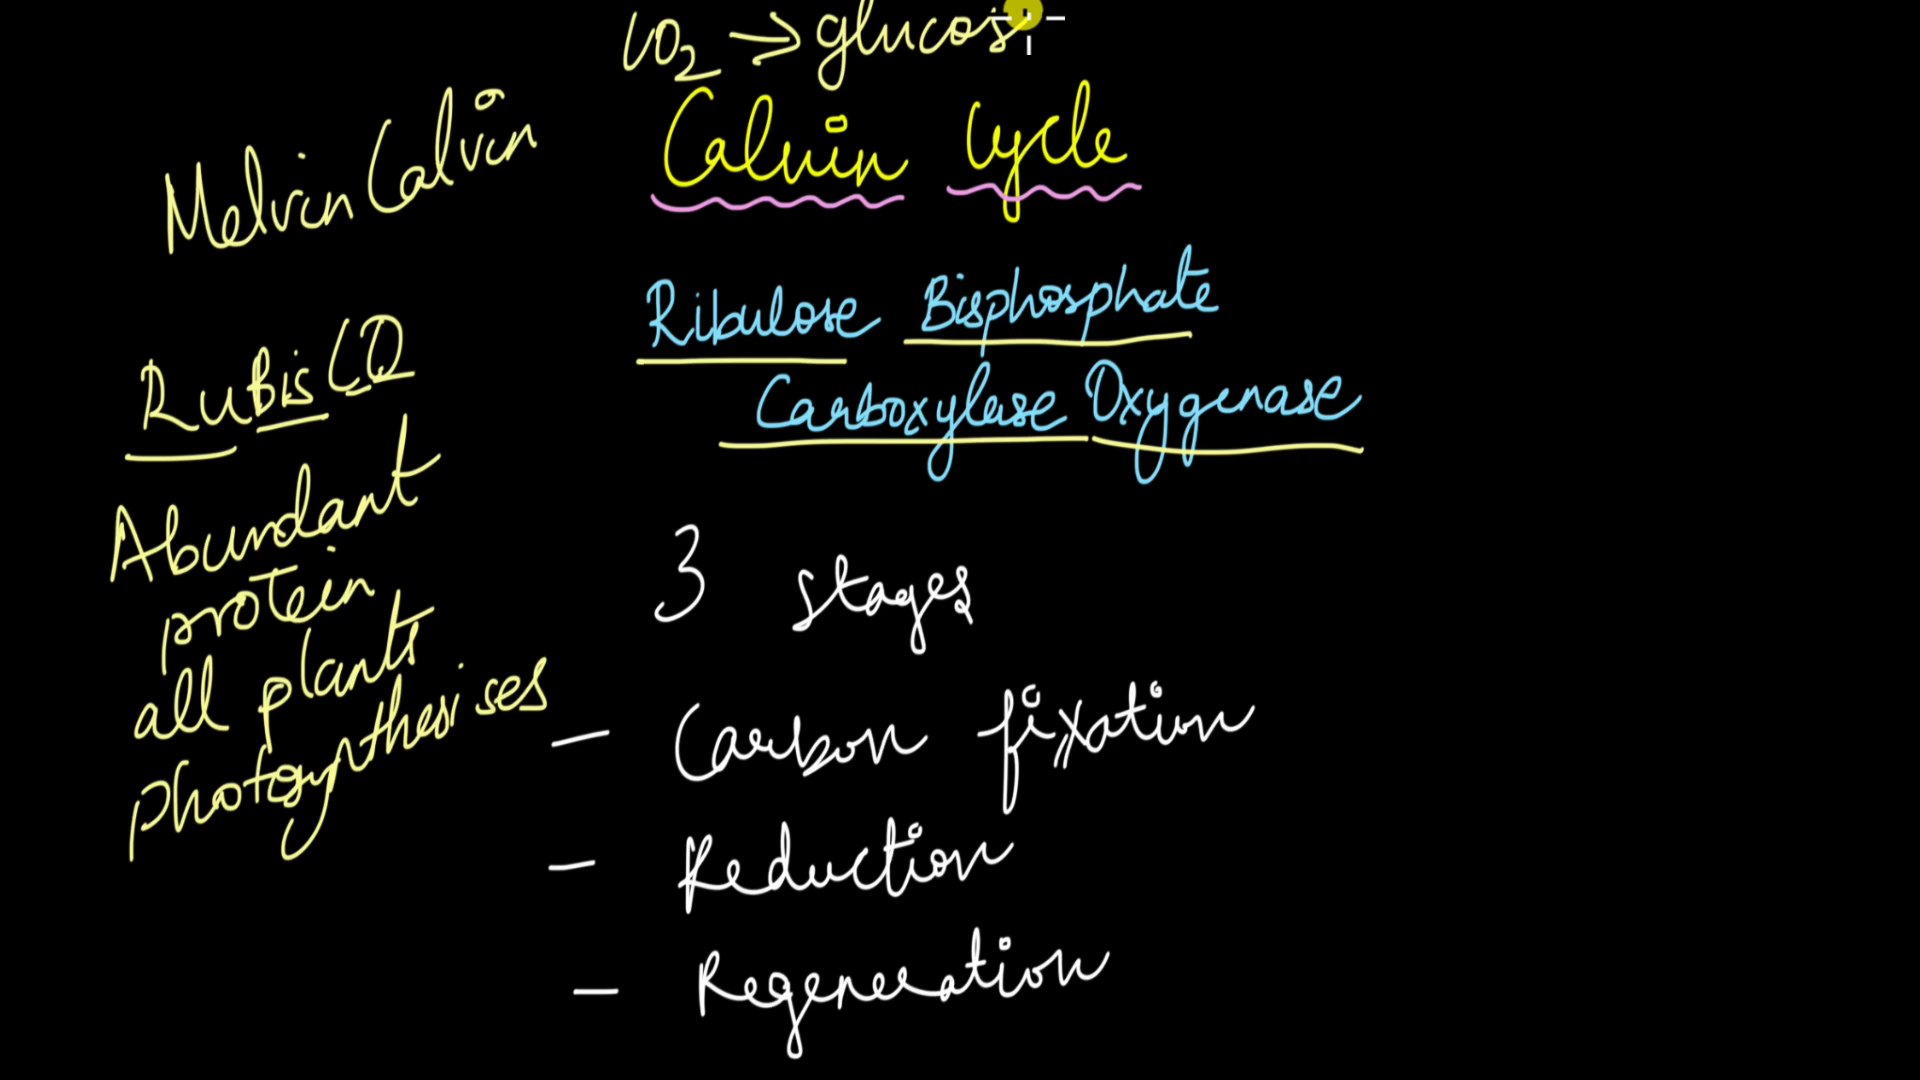 CO2 → glucos
Calvin Cycle
Melvin Calvin
Ribulose Bisphosphate
Carboxylase Oxygenase
RuBisCO
Abundant
protein
all plants
photosynthesises
3 stages
- Carbon fixation
- Reduction
- Regeneration